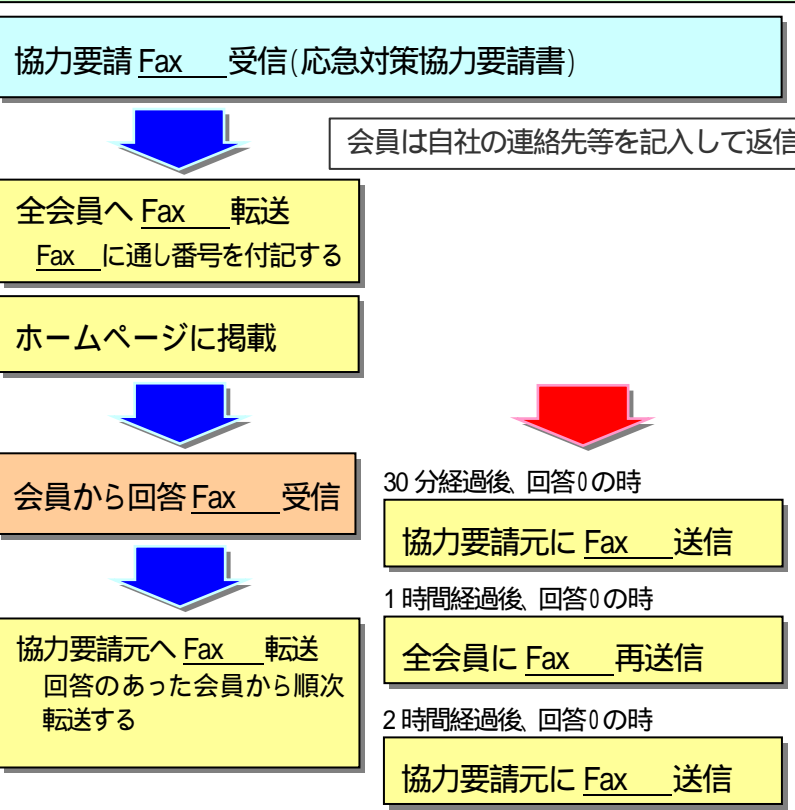 協力要請 Fax 受信(応急対策協力要請書)
会員は自社の連絡先等を記入して返信
全会員へ Fax 転送
Fax に通し番号を付記する
ホームページに掲載
会員から回答 Fax 受信
協力要請元へ Fax 転送
回答のあった会員から順次
転送する
30 分経過後、回答0の時
協力要請元に Fax 送信
1 時間経過後、回答0の時
全会員に Fax 再送信
2 時間経過後、回答0の時
協力要請元に Fax 送信